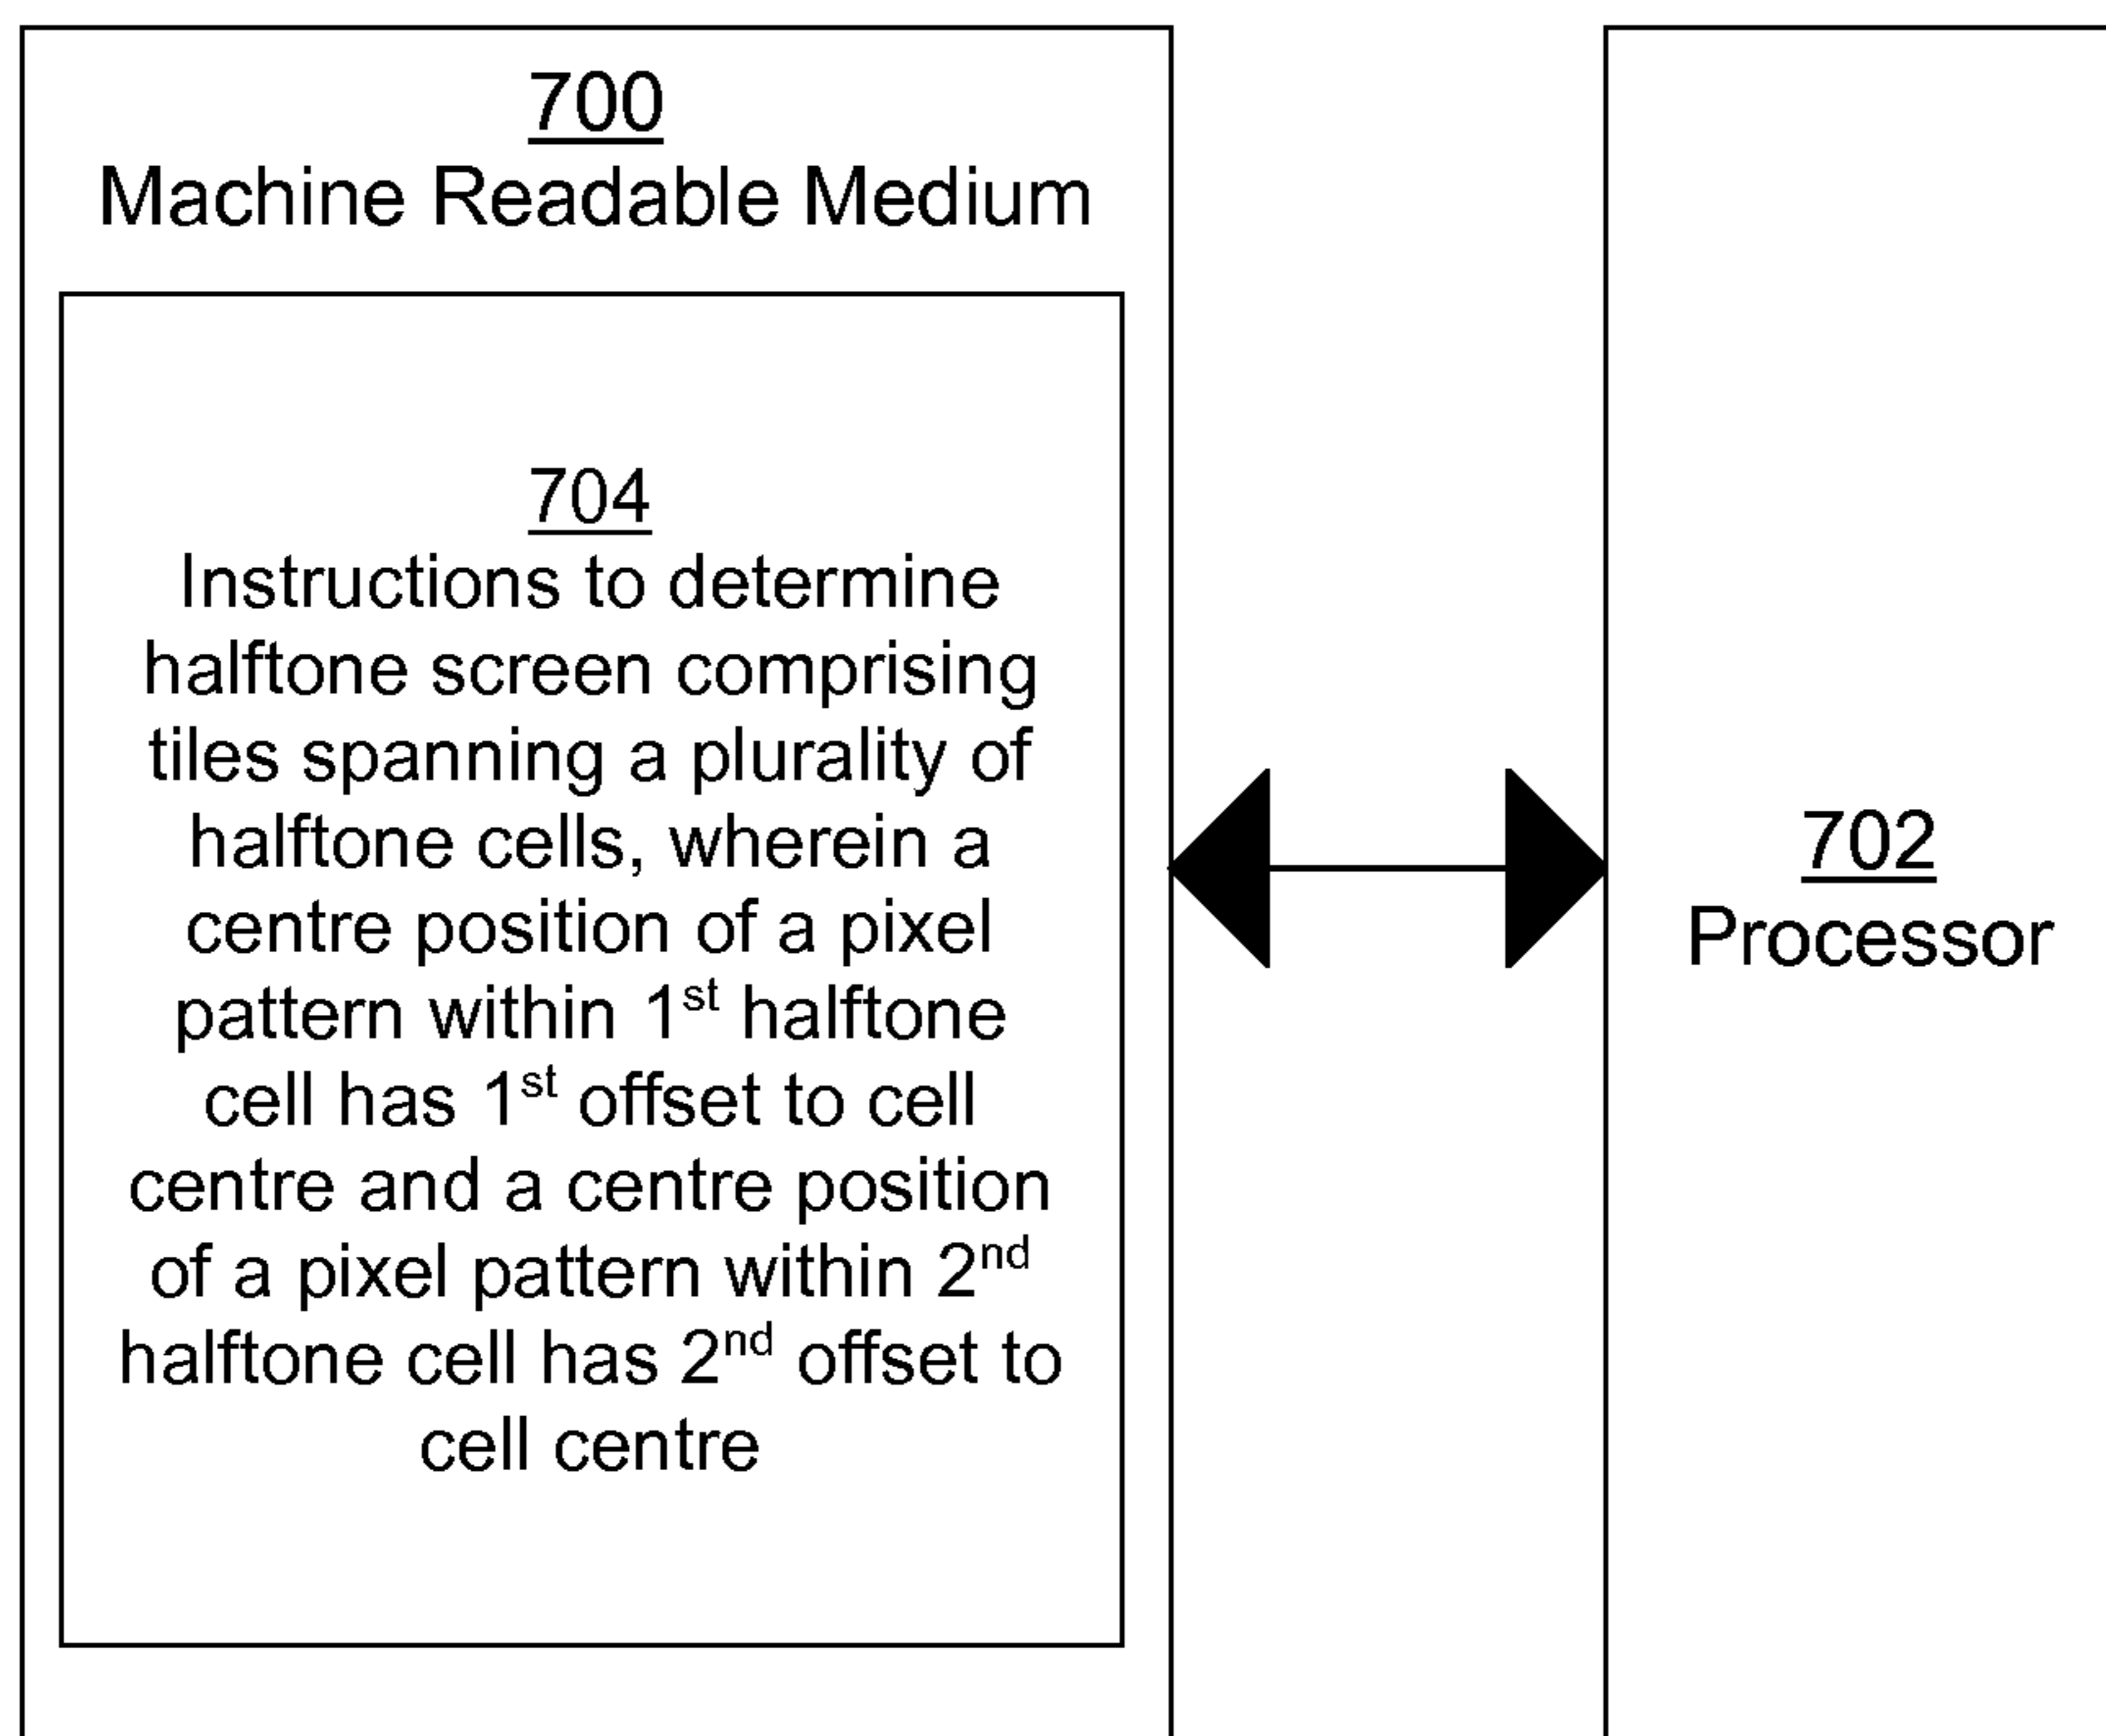 700
Machine Readable Medium
704
Instructions to determine
halftone screen comprising
tiles spanning a plurality of
halftone cells, wherein a
centre position of a pixel
pattern within 1st halftone
cell has 1st offset to cell
centre and a centre position
of a pixel pattern within 2nd
halftone cell has 2nd offset to
cell centre
702
Processor